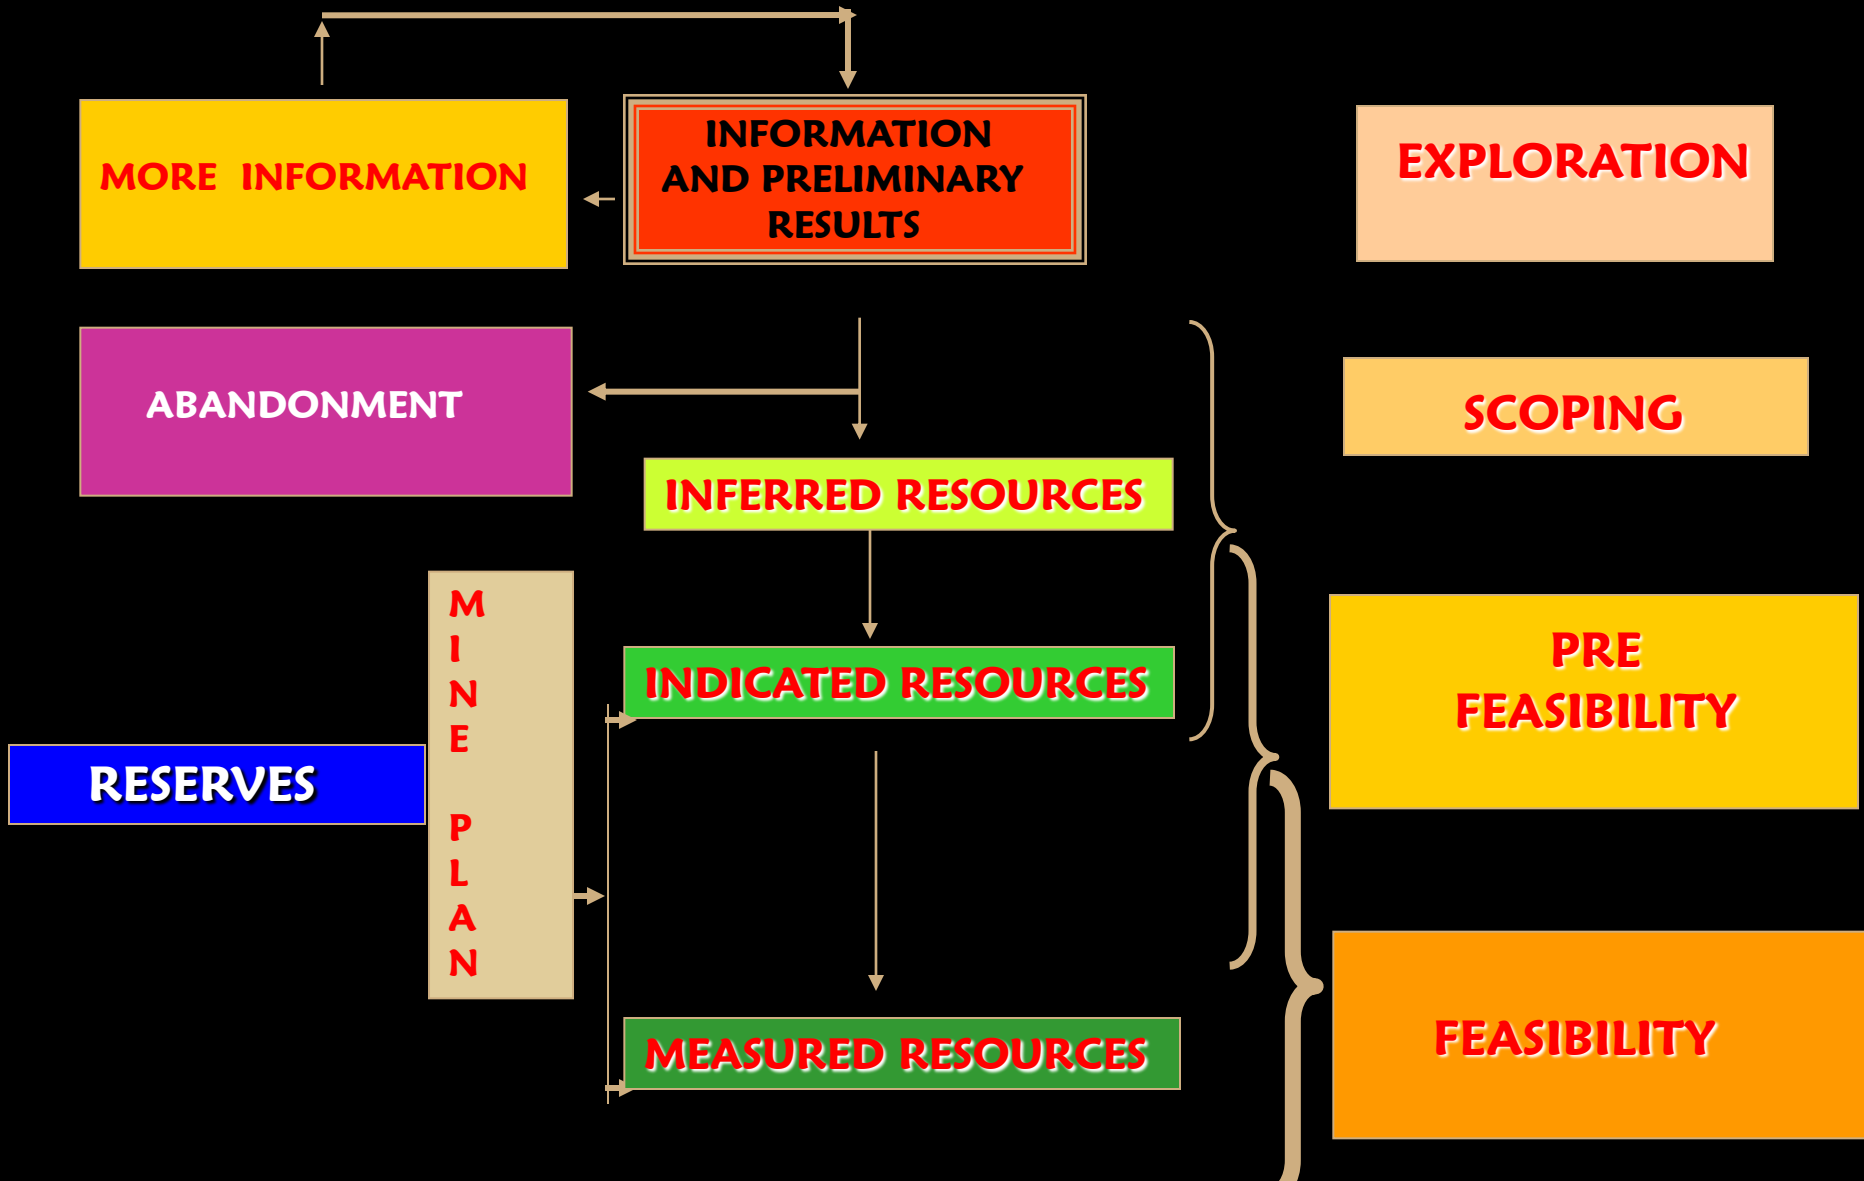 MORE INFORMATION
INFORMATION
AND PRELIMINARY
RESULTS
EXPLORATION
ABANDONMENT
SCOPING
INFERRED RESOURCES
M
I
N
E
P
L
A
N
INDICATED RESOURCES
PRE
FEASIBILITY
RESERVES
MEASURED RESOURCES
FEASIBILITY